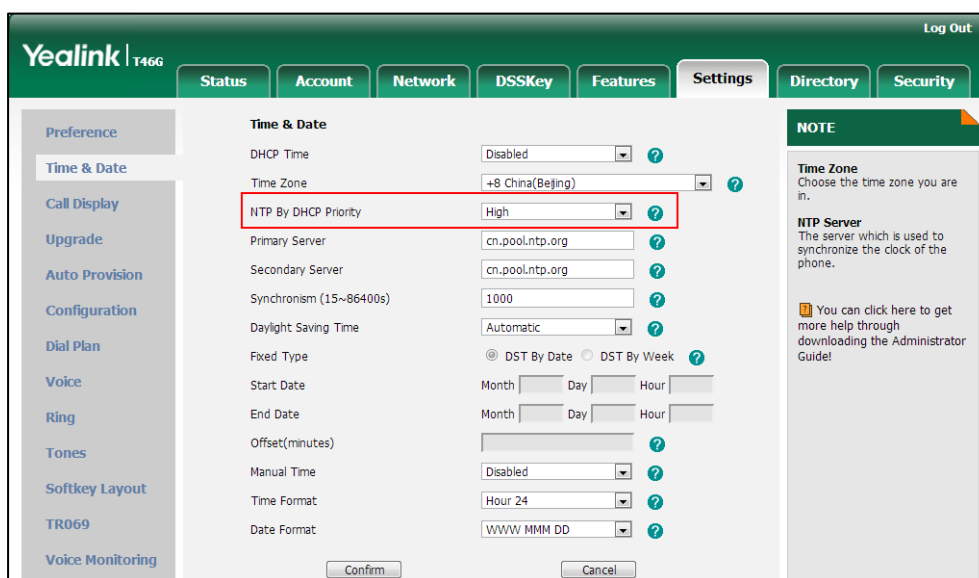 Log Out
Yealink T46G
Status Account Network DSSKey Features Settings Directory Security
Preference
Time & Date
Call Display
Upgrade
Auto Provision
Configuration
Dial Plan
Voice
Ring
Tones
Softkey Layout
TR069
Voice Monitoring
Time & Date
DHCP Time Disabled ?
Time Zone +8 China(Beijing) ?
NTP By DHCP Priority High ?
Primary Server cn.pool.ntp.org ?
Secondary Server cn.pool.ntp.org ?
Synchronism (15~86400s) 1000 ?
Daylight Saving Time Automatic ?
Fixed Type DST By Date DST By Week ?
Start Date Month Day Hour
End Date Month Day Hour
Offset(minutes) ?
Manual Time Disabled ?
Time Format Hour 24 ?
Date Format WWW MMM DD ?
Confirm Cancel
NOTE
Time Zone
Choose the time zone you are
in.
NTP Server
The server which is used to
synchronize the clock of the
phone.
? You can click here to get
more help through
downloading the Administrator
Guide!